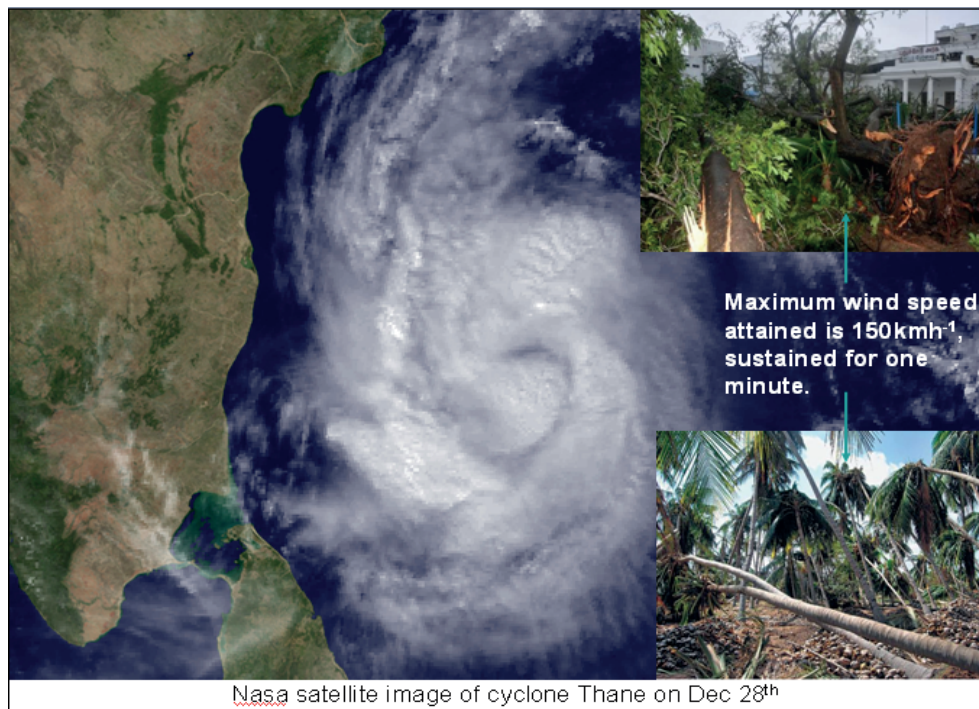 Maximum wind speed
attained is 150kmh⁻¹,
sustained for one
minute.
Nasa satellite image of cyclone Thane on Dec 28ᵗʰ